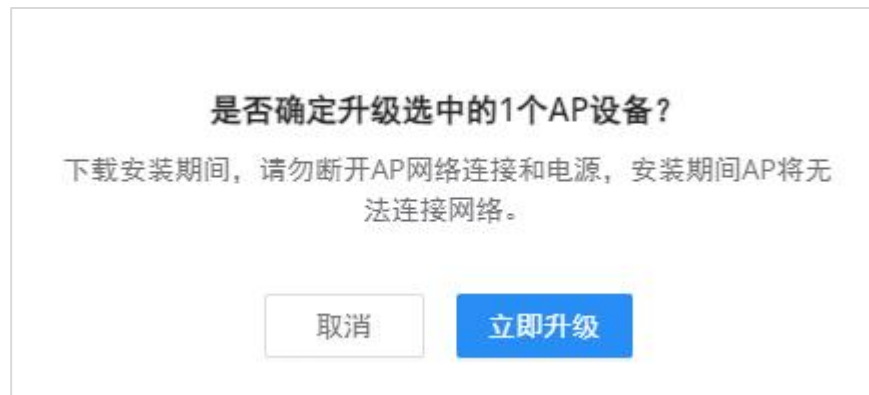 是否确定升级选中的1个AP设备?
下载安装期间，请勿断开AP网络连接和电源，安装期间AP将无
法连接网络。
取消
立即升级